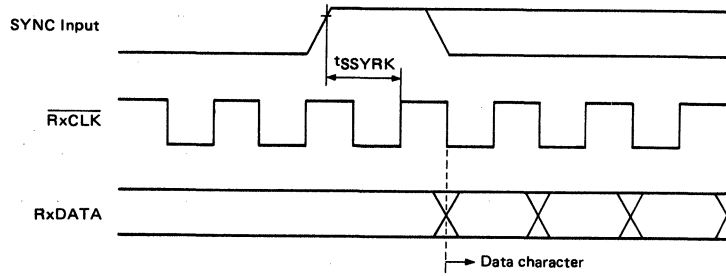 SYNC Input
tSSYRK
RxCLK
RxDATA
Data character